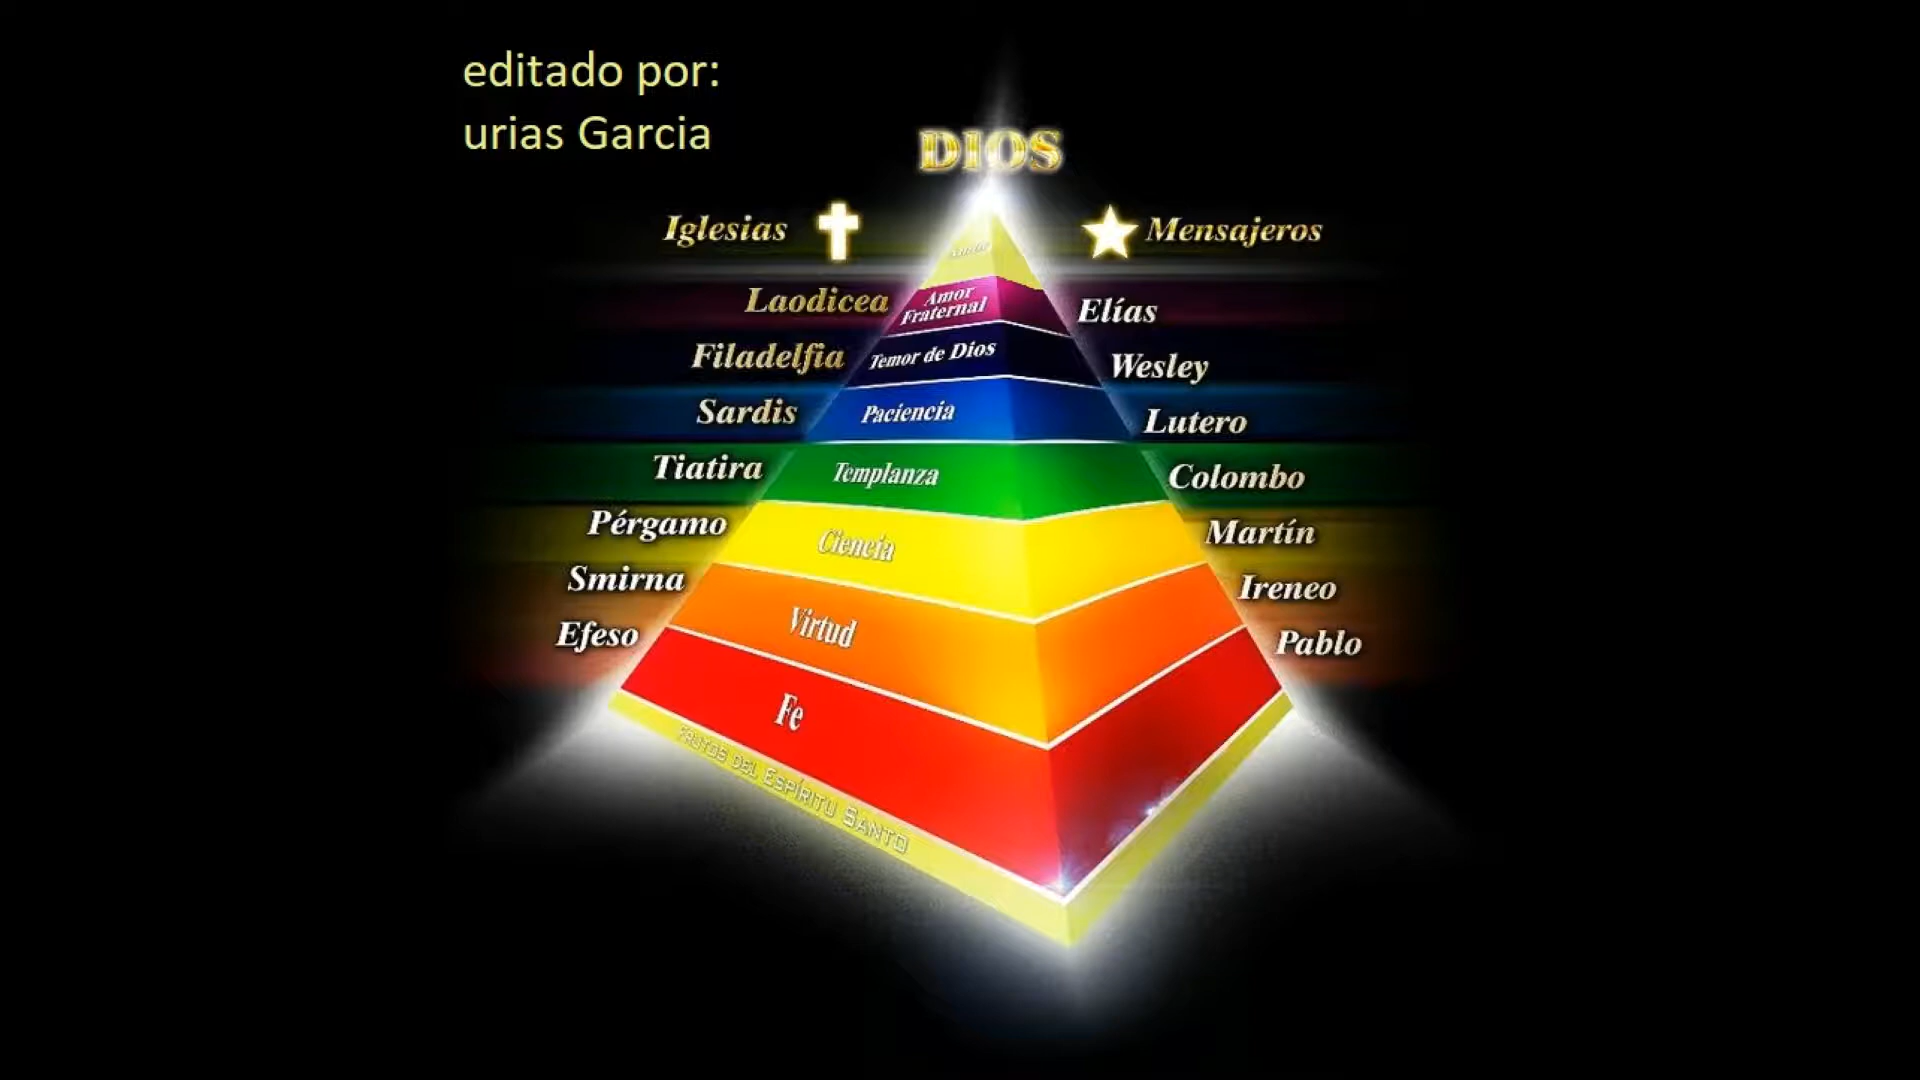 editado por:
urias Garcia
DIOS
Iglesias
Mensajeros
Laodicea
Amor
Fraternal
Elías
Filadelfia
Temor de Dios
Wesley
Sardis
Paciencia
Lutero
Tiatira
Templanza
Colombo
Pérgamo
Ciencia
Martín
Smirna
Virtud
Ireneo
Efeso
Fe
Pablo
FRUTOS DEL ESPÍRITU SANTO